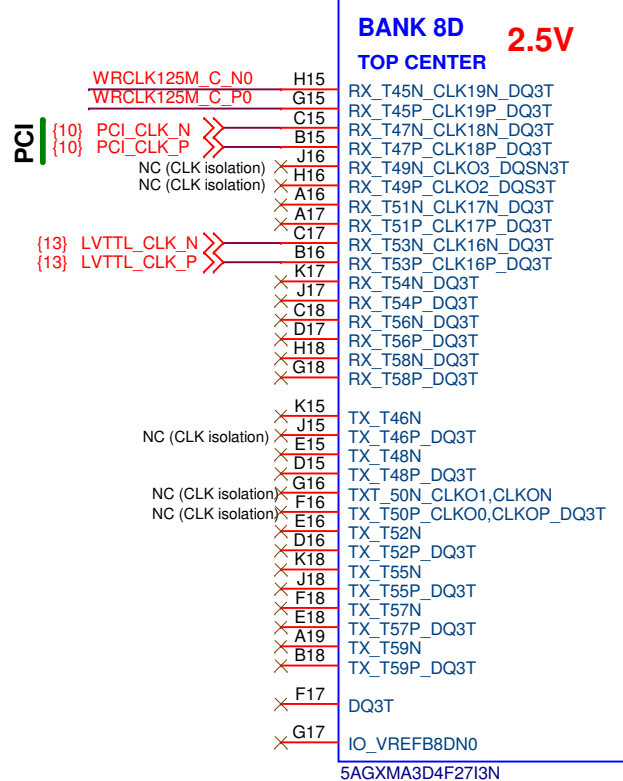 BANK 8D 2.5V
TOP CENTER
WRCLK125M_C_N0 H15 RX_T45N_CLK19N_DQ3T
WRCLK125M_C_P0 G15 RX_T45P_CLK19P_DQ3T
PCI {10} PCI_CLK_N C15 RX_T47N_CLK18N_DQ3T
{10} PCI_CLK_P B15 RX_T47P_CLK18P_DQ3T
NC (CLK isolation) J16 RX_T49N_CLKO3_DQSN3T
NC (CLK isolation) H16 RX_T49P_CLKO2_DQS3T
A16 RX_T51N_CLK17N_DQ3T
A17 RX_T51P_CLK17P_DQ3T
{13} LVTTL_CLK_N C17 RX_T53N_CLK16N_DQ3T
{13} LVTTL_CLK_P B16 RX_T53P_CLK16P_DQ3T
K17 RX_T54N_DQ3T
J17 RX_T54P_DQ3T
C18 RX_T56N_DQ3T
D17 RX_T56P_DQ3T
H18 RX_T58N_DQ3T
G18 RX_T58P_DQ3T
K15 TX_T46N
NC (CLK isolation) J15 TX_T46P_DQ3T
E15 TX_T48N
D15 TX_T48P_DQ3T
NC (CLK isolation) G16 TXT_50N_CLKO1,CLKON
NC (CLK isolation) F16 TX_T50P_CLKO0,CLKOP_DQ3T
E16 TX_T52N
D16 TX_T52P_DQ3T
K18 TX_T55N
J18 TX_T55P_DQ3T
F18 TX_T57N
E18 TX_T57P_DQ3T
A19 TX_T59N
B18 TX_T59P_DQ3T
F17 DQ3T
G17 IO_VREFB8DN0
5AGXMA3D4F27I3N